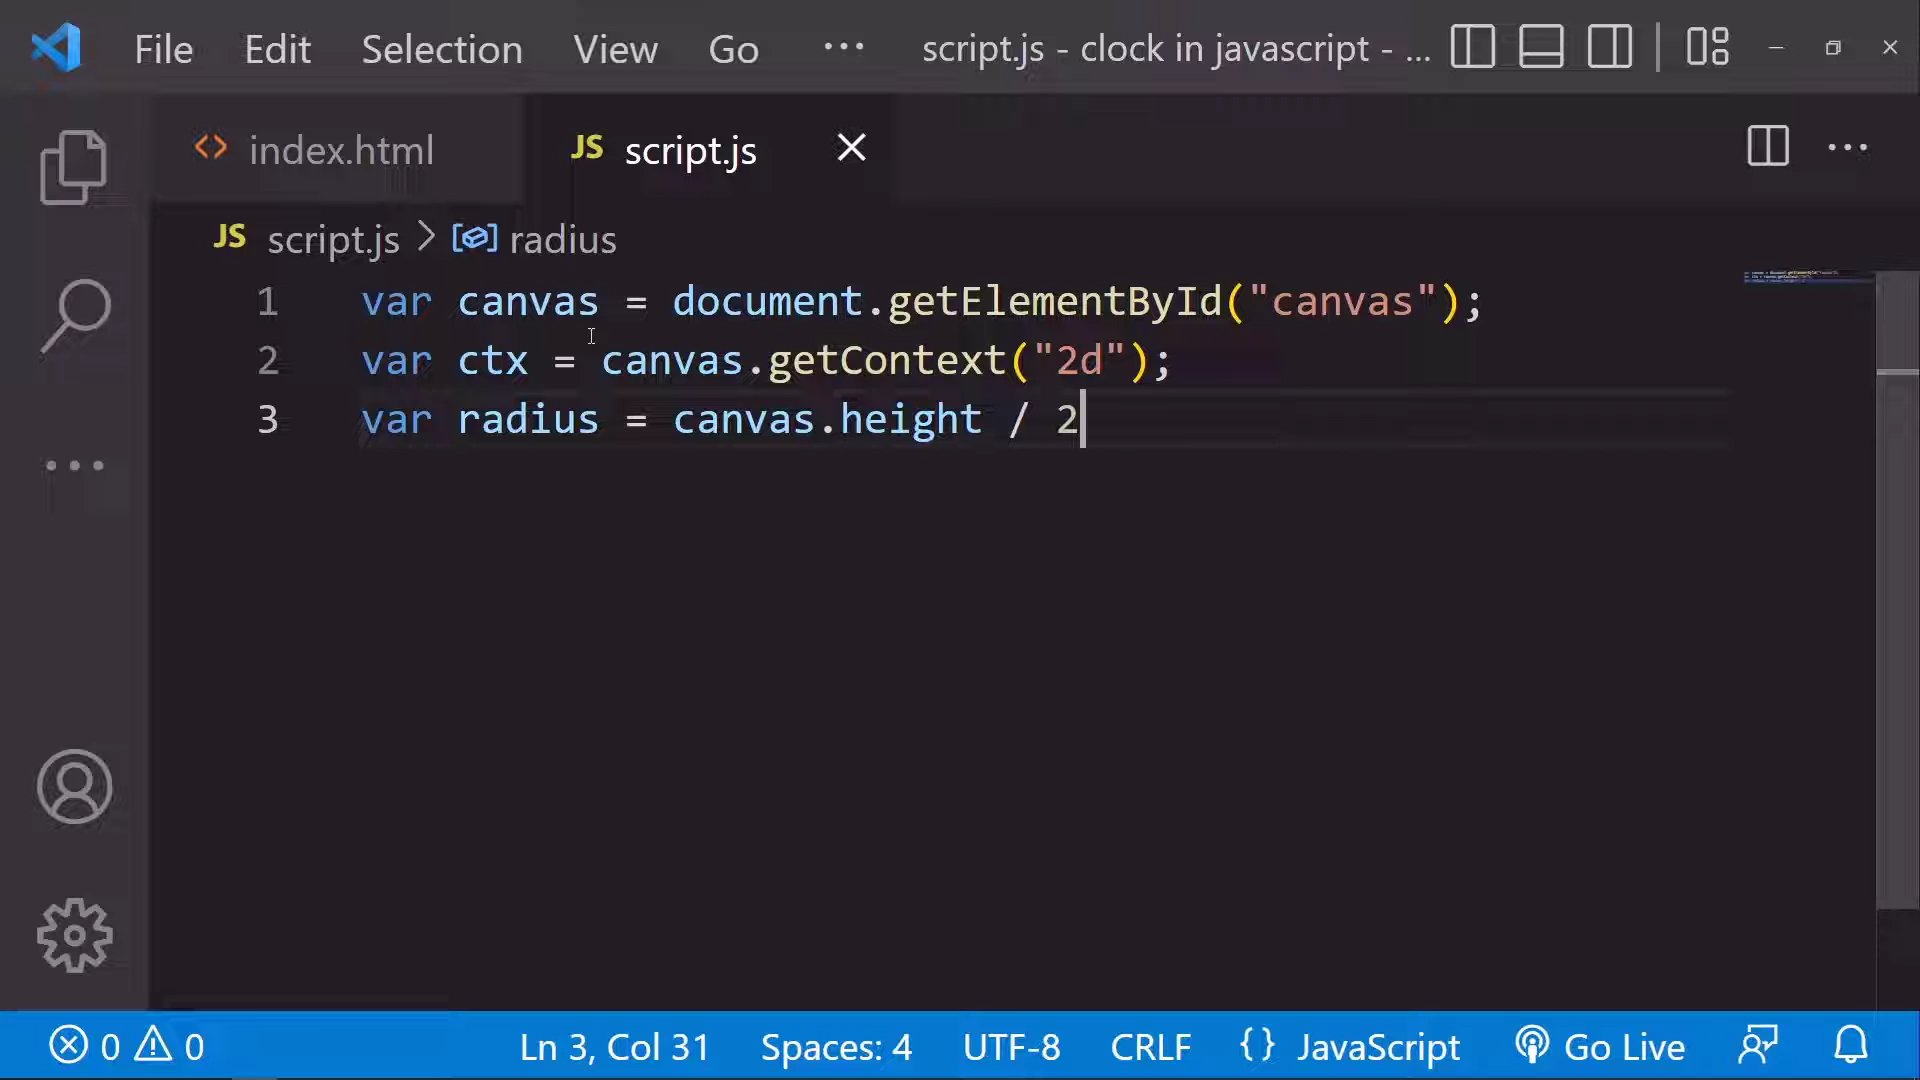 File Edit Selection View Go ··· script.js - clock in javascript - ...
index.html JS script.js
JS script.js > radius
1 var canvas = document.getElementById("canvas");
2 var ctx = canvas.getContext("2d");
3 var radius = canvas.height / 2
0 0 Ln 3, Col 31 Spaces: 4 UTF-8 CRLF {} JavaScript Go Live